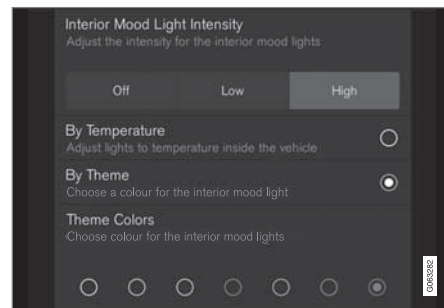 Interior Mood Light Intensity
Adjust the intensity for the interior mood lights
Off Low High
By Temperature
Adjust lights to temperature inside the vehicle
By Theme
Choose a colour for the interior mood light
Theme Colors
Choose colour for the interior mood lights
G063282